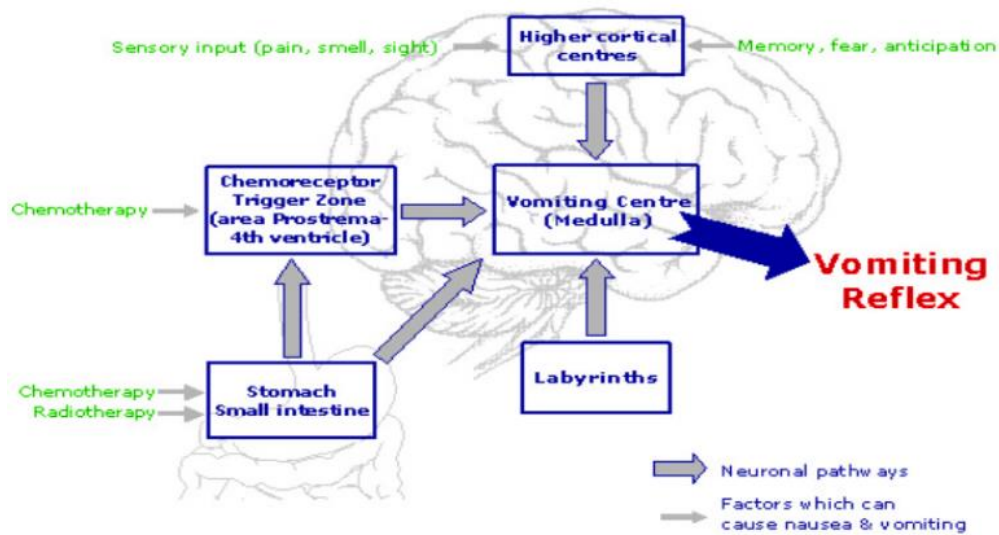 Sensory input (pain, smell, sight)
Higher cortical
centres
Memory, fear, anticipation
Chemotherapy
Chemoreceptor
Trigger Zone
(area Prostrema-
4th ventricle)
Vomiting Centre
(Medulla)
Vomiting
Reflex
Chemotherapy
Radiotherapy
Stomach
Small intestine
Labyrinths
Neuronal pathways
Factors which can
cause nausea & vomiting